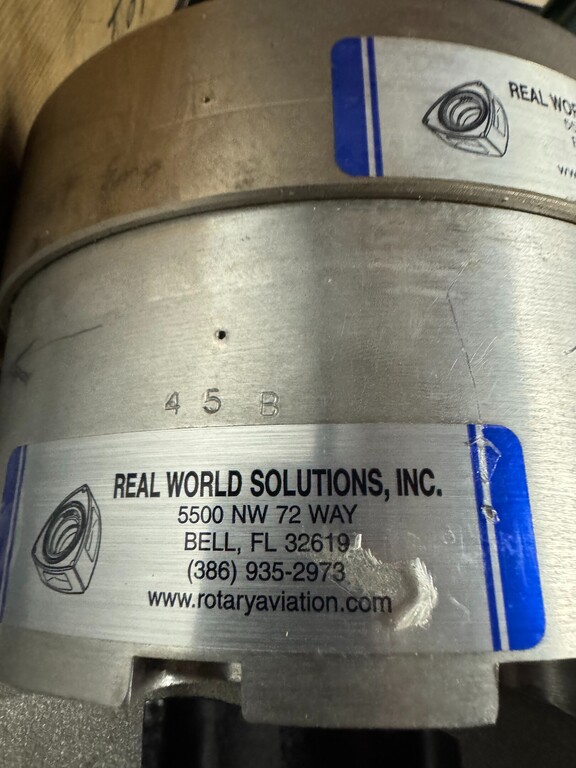 REAL WOR
45 B
REAL WORLD SOLUTIONS, INC.
5500 NW 72 WAY
BELL, FL 32619
(386) 935-2973
www.rotaryaviation.com